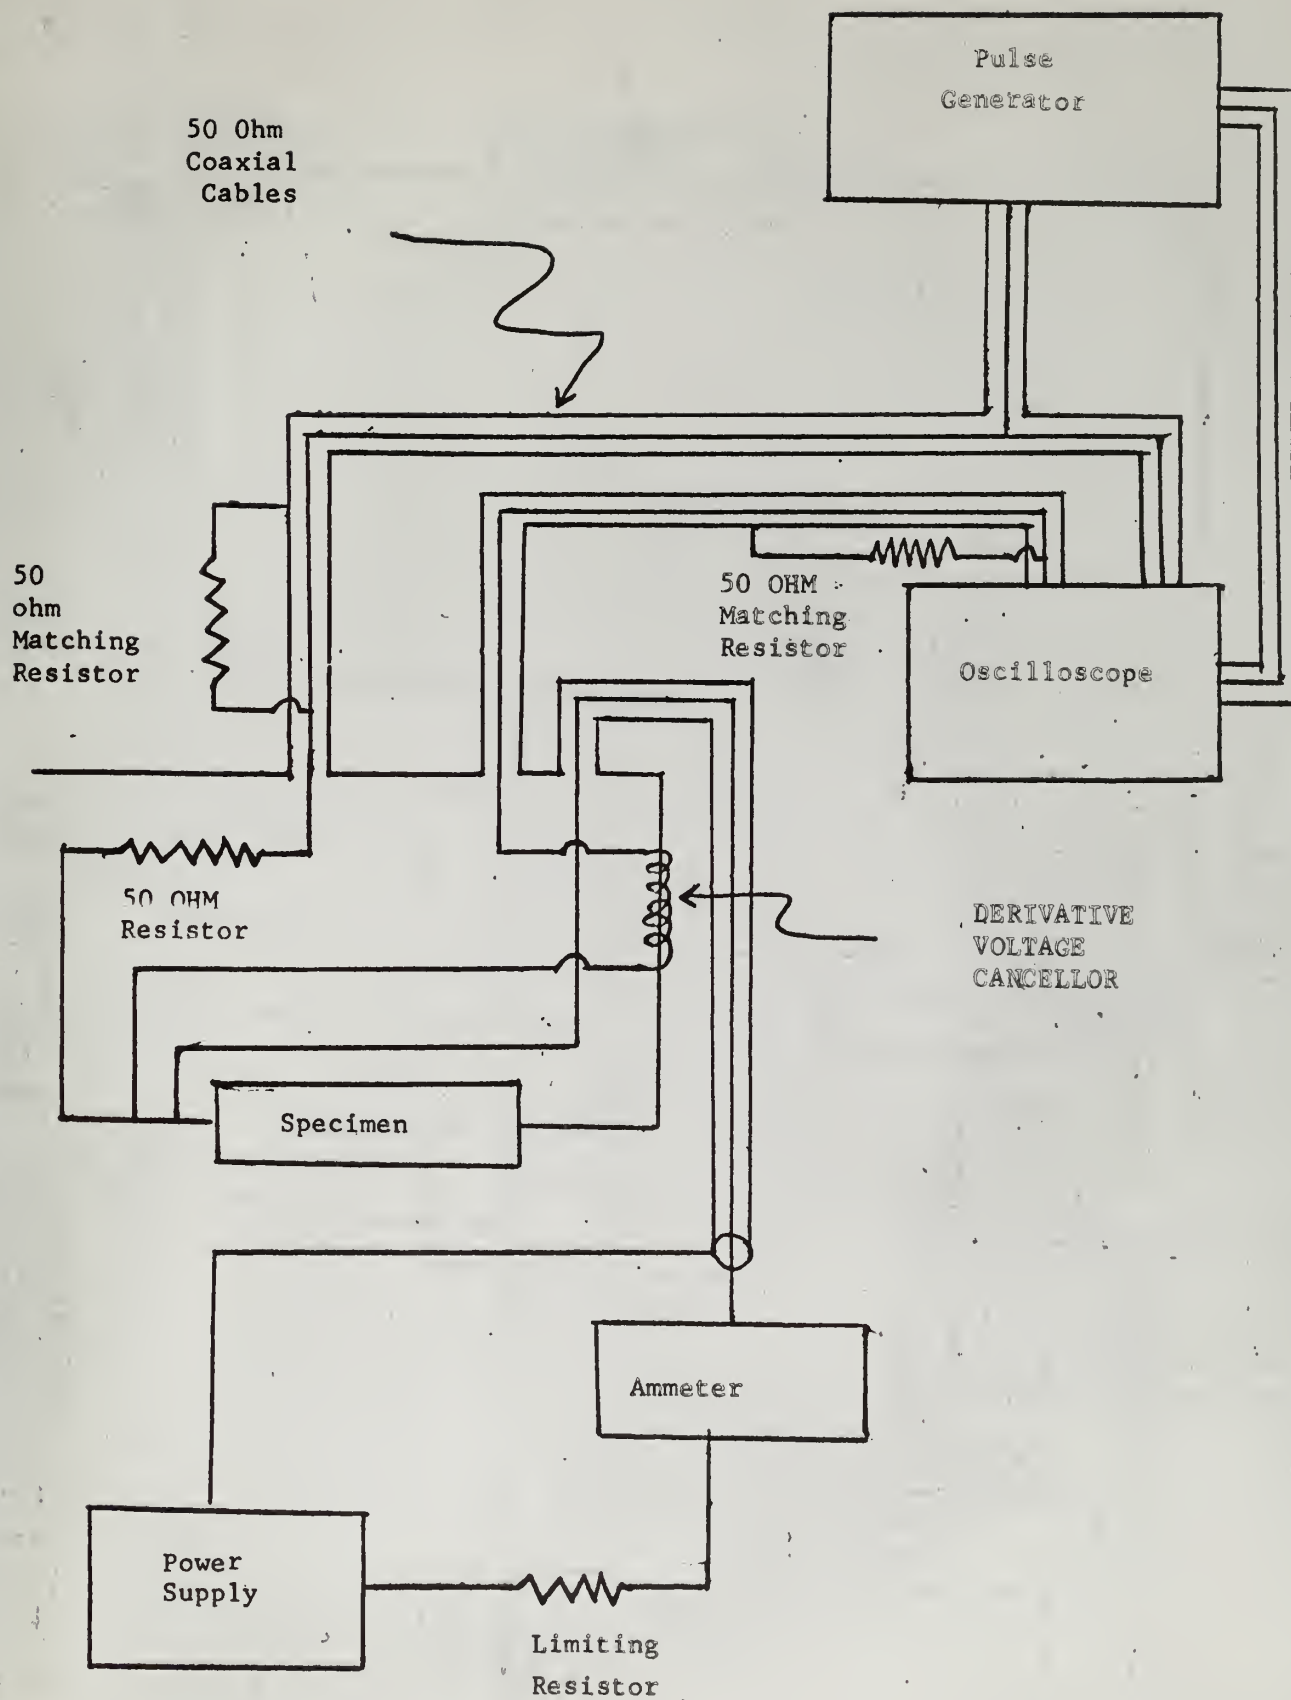 Pulse
Generator
50 Ohm
Coaxial
Cables
50
ohm
Matching
Resistor
50 OHM
Matching
Resistor
Oscilloscope
50 OHM
Resistor
DERIVATIVE
VOLTAGE
CANCELLOR
Specimen
Ammeter
Power
Supply
Limiting
Resistor